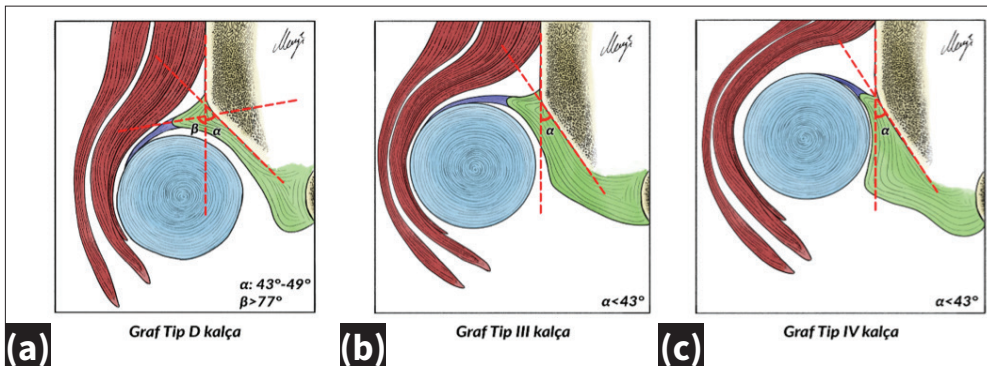 β
α
α: 43°-49°
β>77°
(a)
Graf Tip D kalça
α
α<43°
(b)
Graf Tip III kalça
α
α<43°
(c)
Graf Tip IV kalça